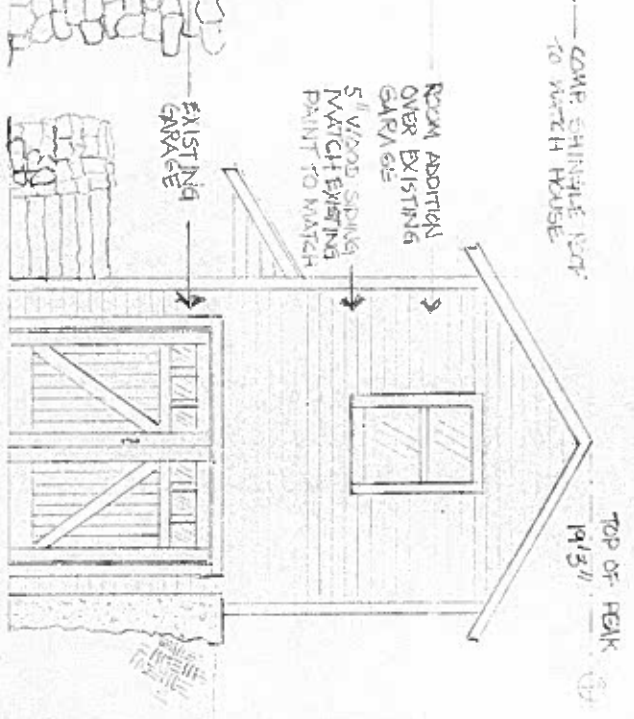 COMP. SHINGLE ROOF
TO MATCH HOUSE
ROOM ADDITION
OVER EXISTING
GARAGE
5" WOOD SIDING
MATCH EXISTING
PAINT TO MATCH
EXISTING
GARAGE
TOP OF PEAK
19'3"